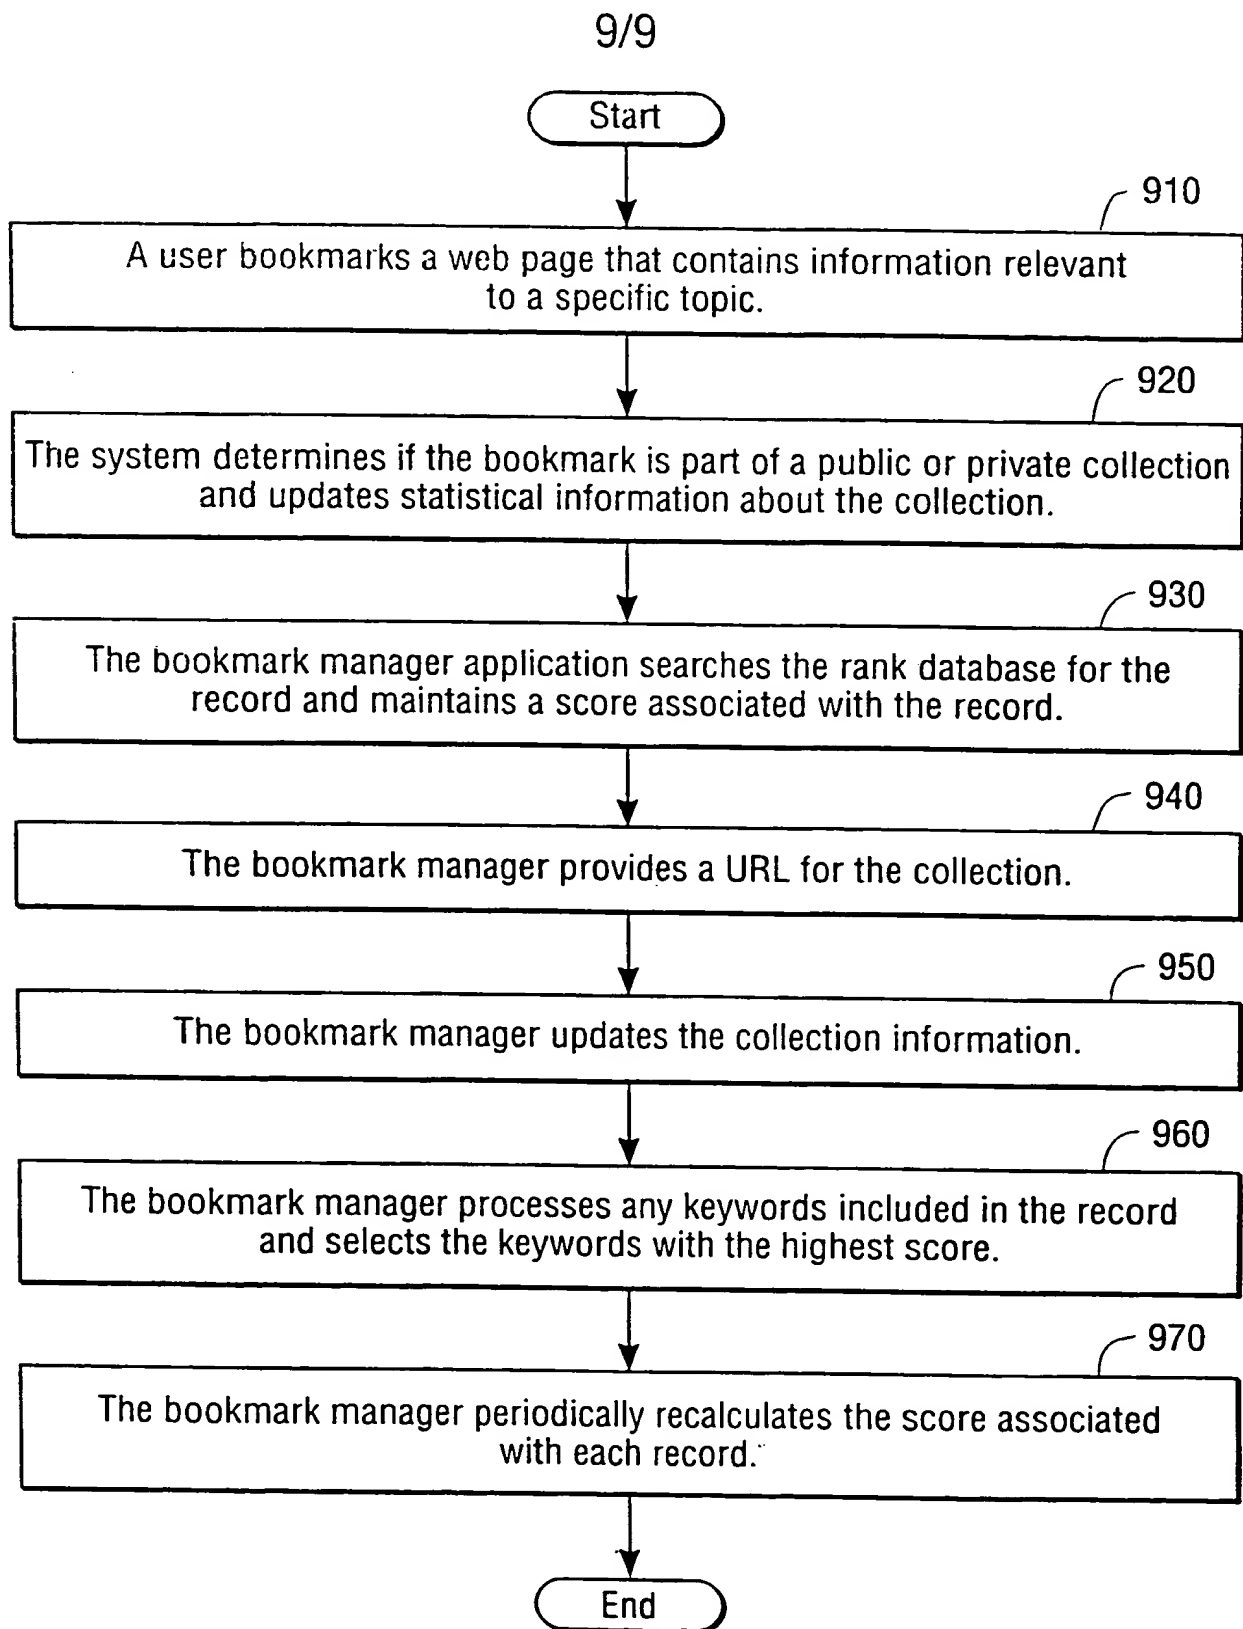 9/9
Start
910
A user bookmarks a web page that contains information relevant
to a specific topic.
920
The system determines if the bookmark is part of a public or private collection
and updates statistical information about the collection.
930
The bookmark manager application searches the rank database for the
record and maintains a score associated with the record.
940
The bookmark manager provides a URL for the collection.
950
The bookmark manager updates the collection information.
960
The bookmark manager processes any keywords included in the record
and selects the keywords with the highest score.
970
The bookmark manager periodically recalculates the score associated
with each record.
End